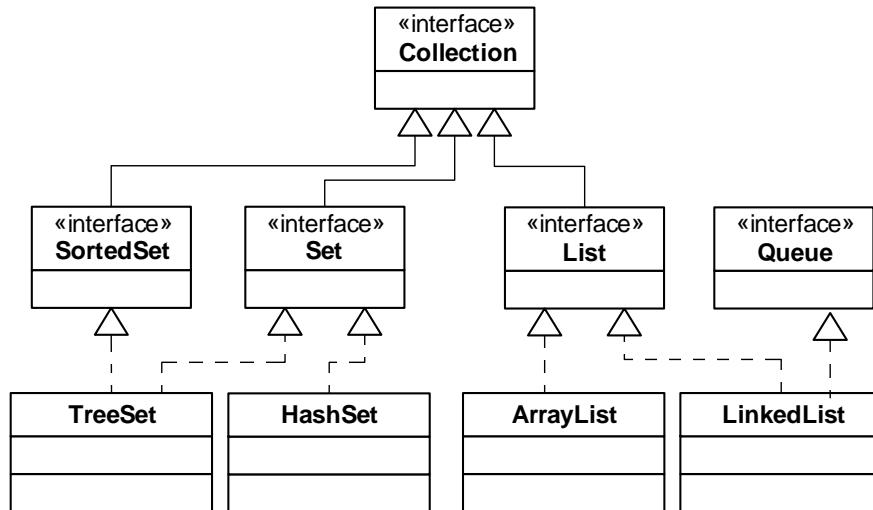 «interface»
Collection
«interface»
SortedSet
«interface»
Set
«interface»
List
«interface»
Queue
TreeSet
HashSet
ArrayList
LinkedList